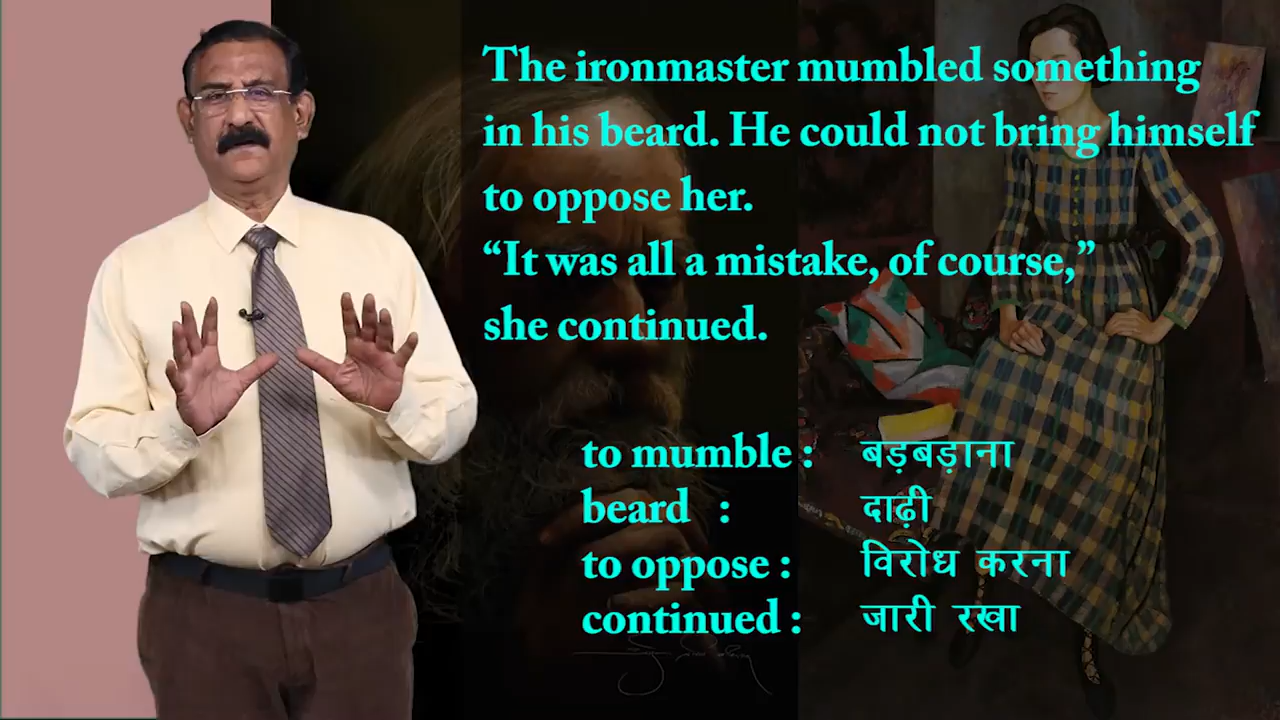 The ironmaster mumbled something
in his beard. He could not bring himself
to oppose her.
“It was all a mistake, of course,”
she continued.
to mumble : बड़बड़ाना
beard : दाढ़ी
to oppose : विरोध करना
continued : जारी रखा